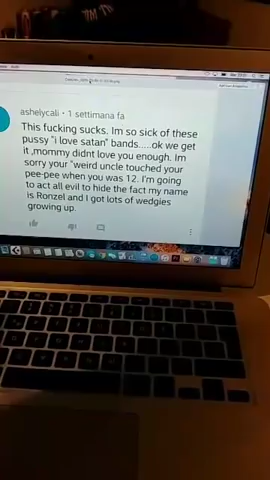 ashelycali • 1 settimana fa
This fucking sucks. Im so sick of these
pussy "i love satan" bands.....ok we get
it ,mommy didnt love you enough. Im
sorry your "weird uncle touched your
pee-pee when you was 12. I'm going
to act all evil to hide the fact my name
is Ronzel and I got lots of wedgies
growing up.